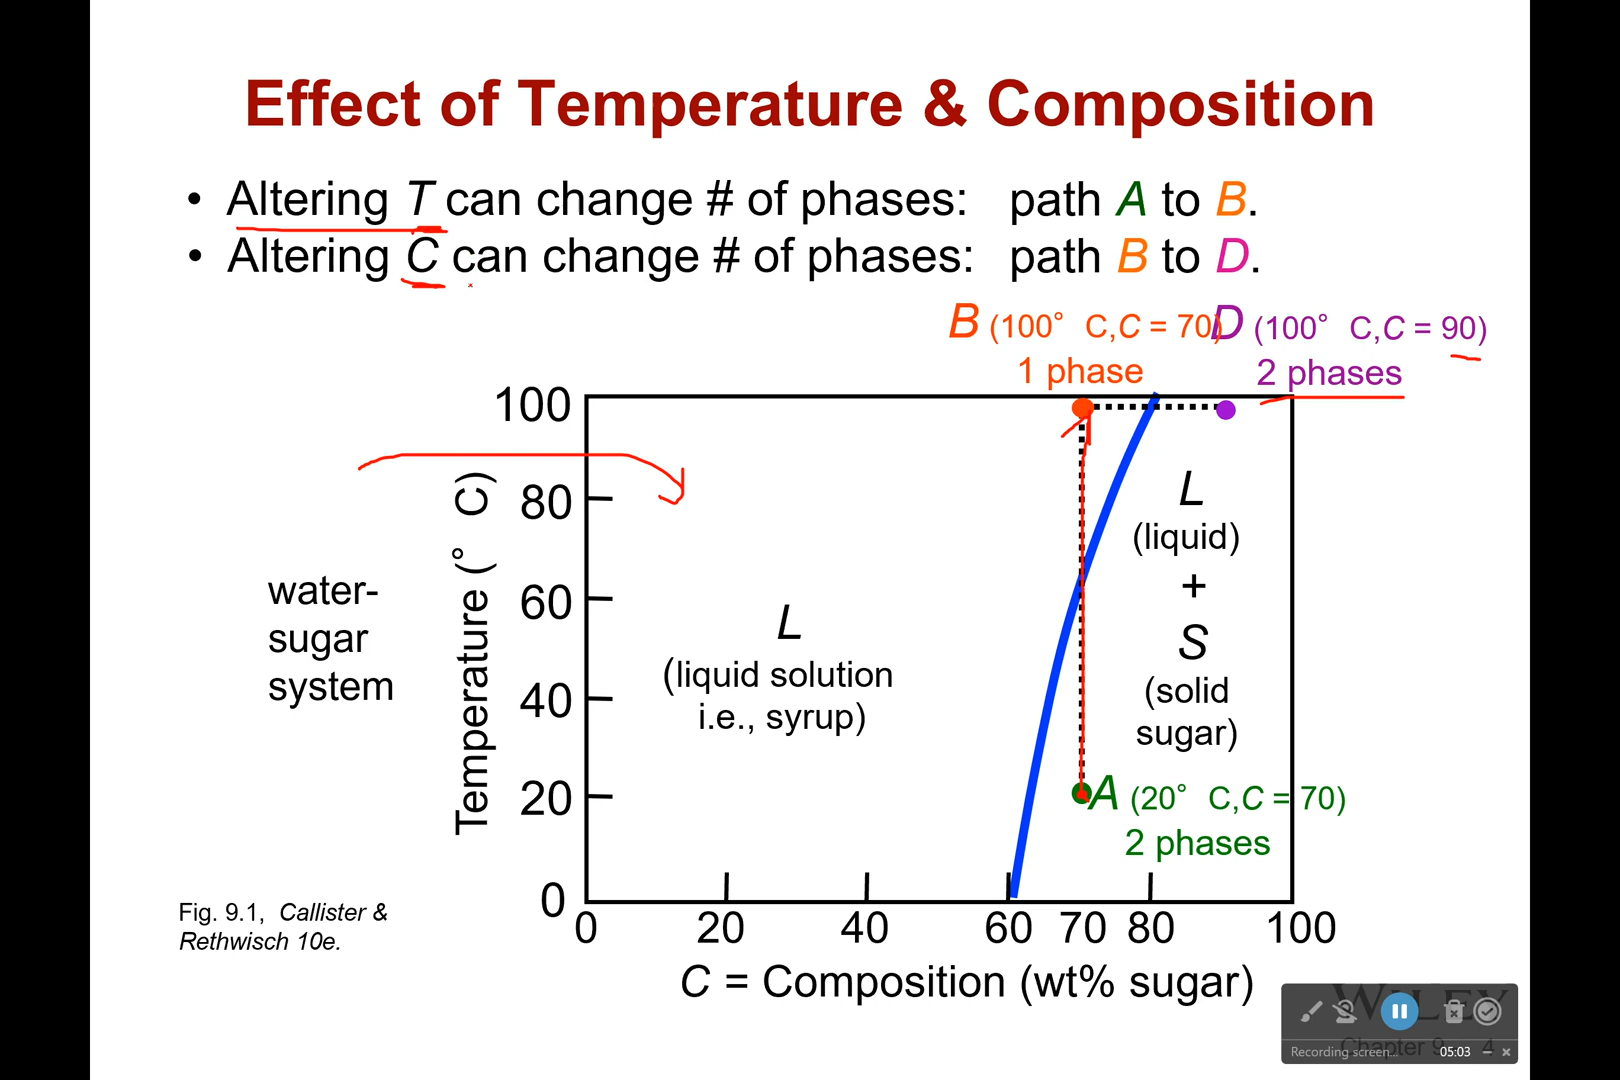 Effect of Temperature & Composition
• Altering T can change # of phases: path A to B.
• Altering C can change # of phases: path B to D.
B (100° C,C = 70)
1 phase
D (100° C,C = 90)
2 phases
100
80
60
40
20
0
Temperature (° C)
water-
sugar
system
L
(liquid solution
i.e., syrup)
L
(liquid)
+
S
(solid
sugar)
A (20° C,C = 70)
2 phases
0 20 40 60 70 80 100
C = Composition (wt% sugar)
Fig. 9.1, Callister &
Rethwisch 10e.
WILEY
Chapter 9 4
Recording screen... 05:03